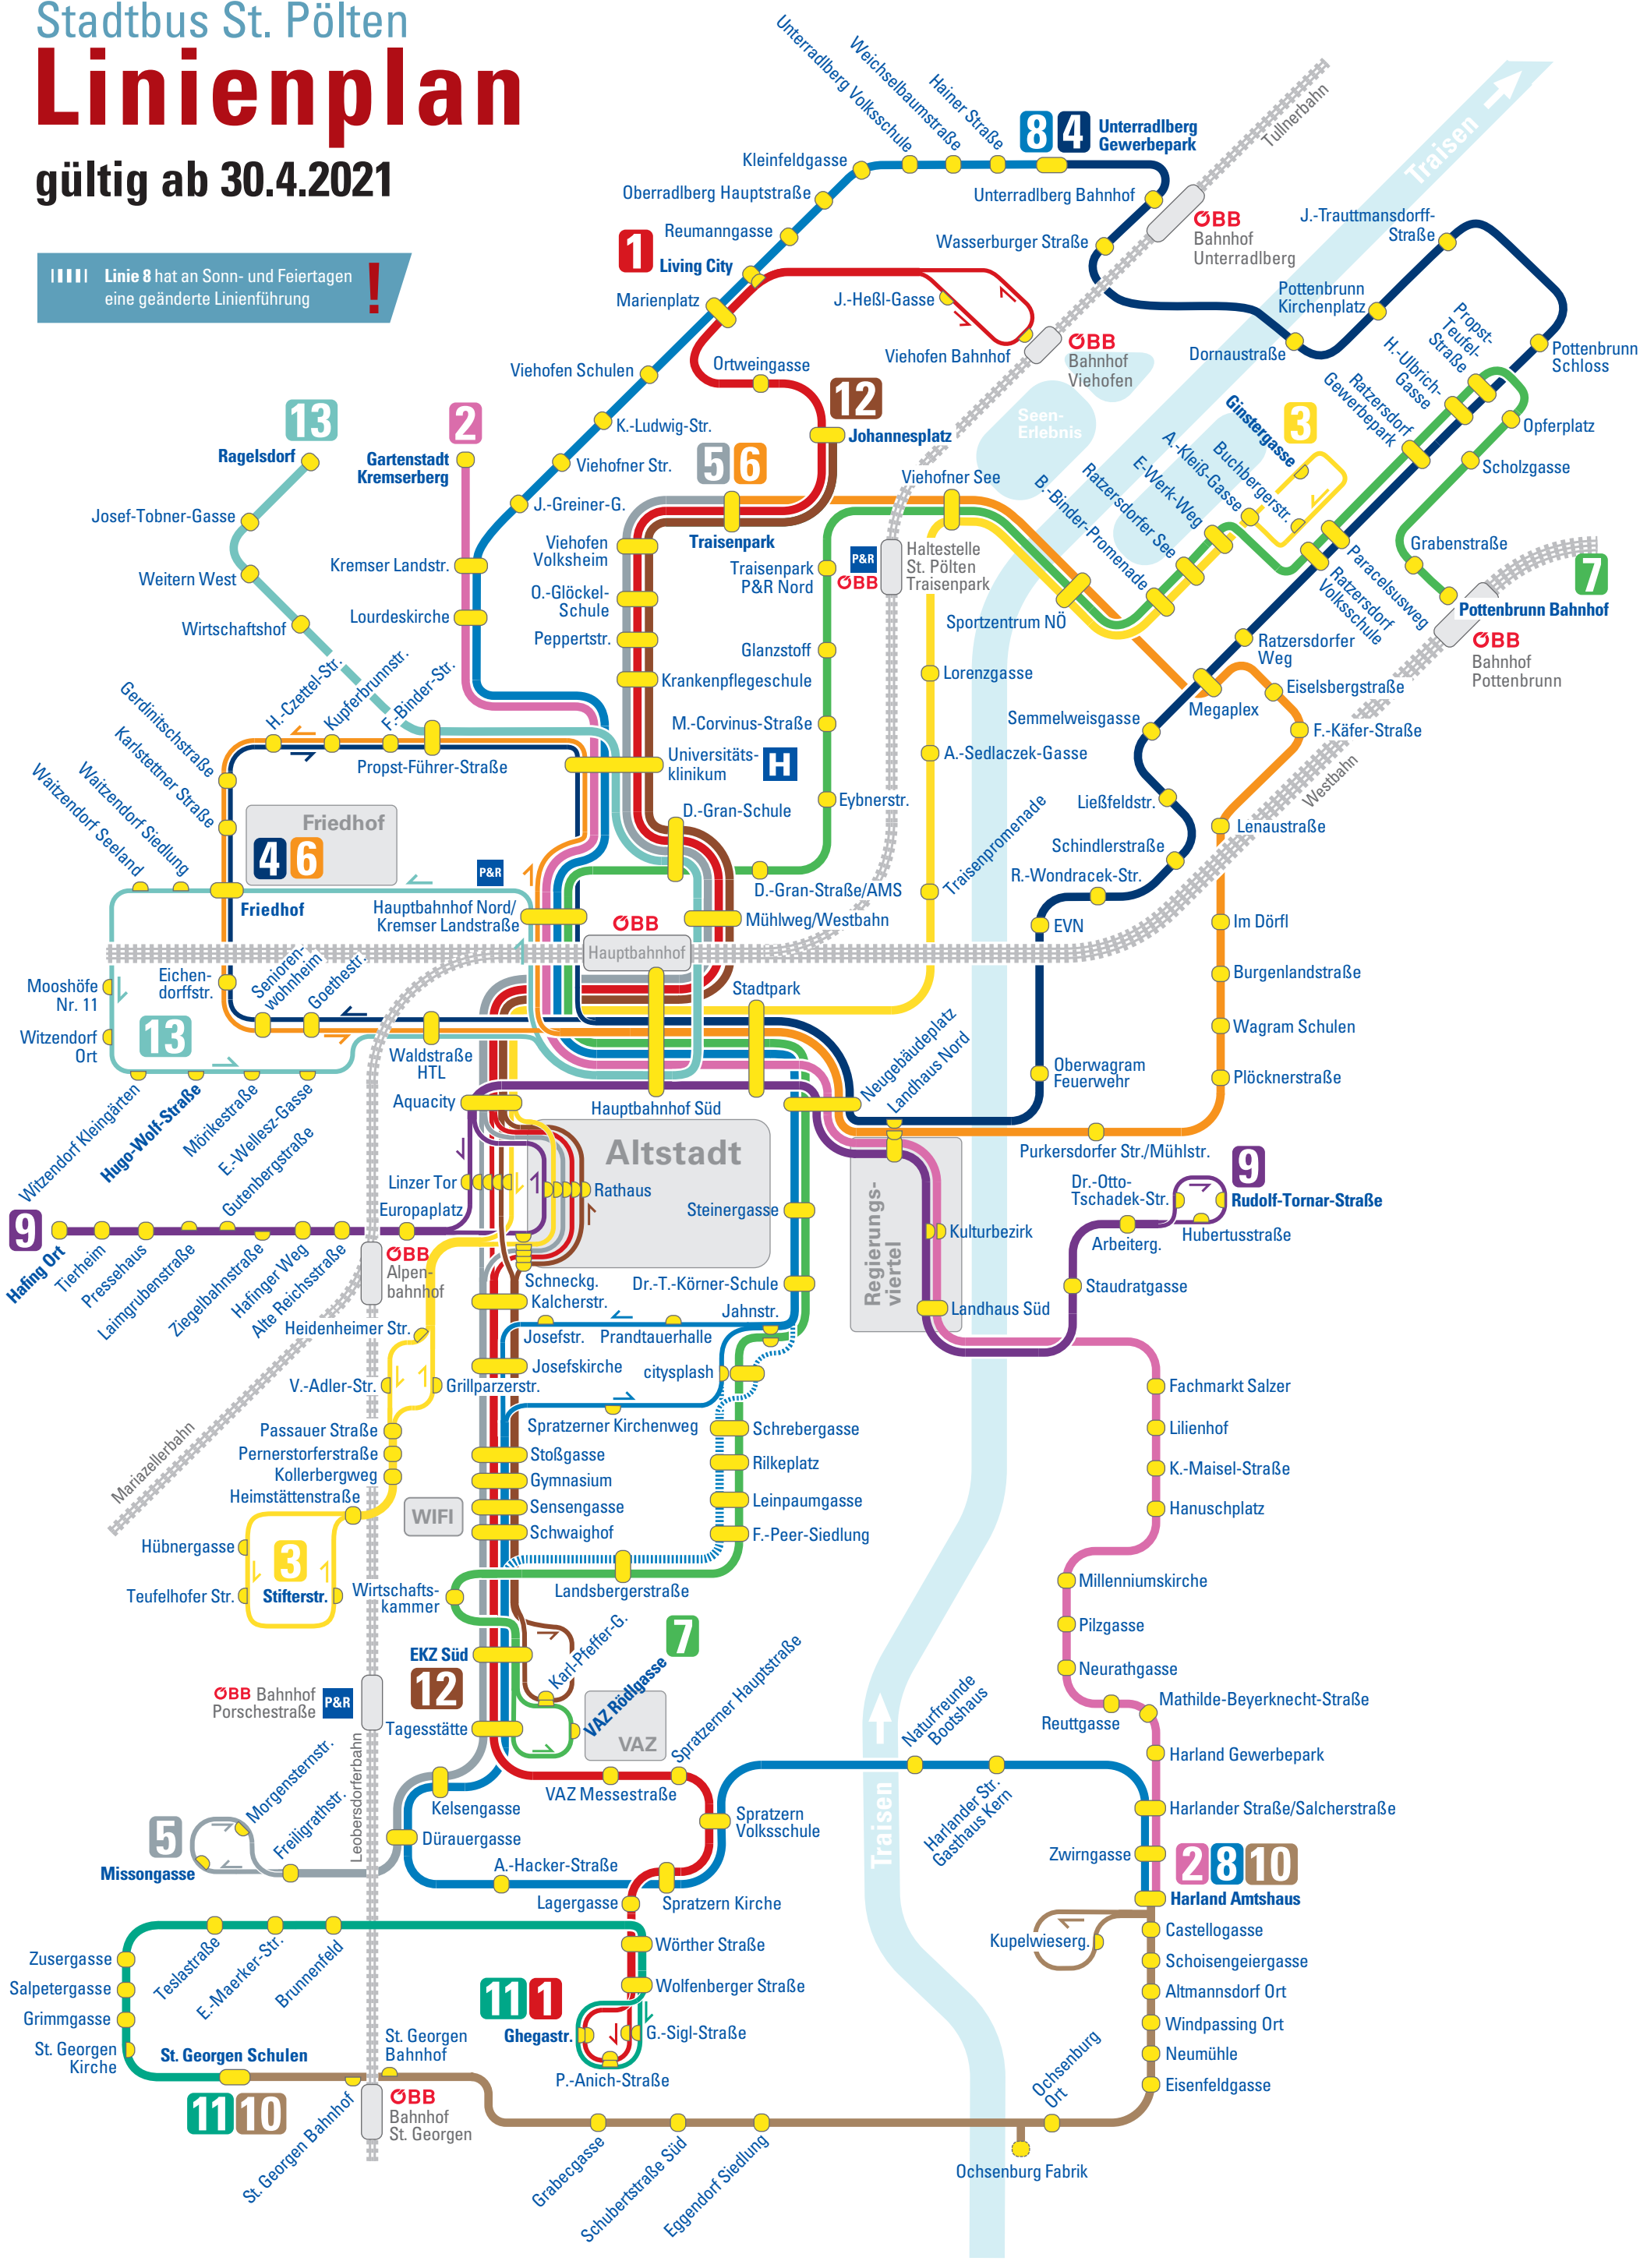 Stadtbus St. Pölten
Linienplan
gültig ab 30.4.2021
Linie 8 hat an Sonn- und Feiertagen
eine geänderte Linienführung
!
Unterradlberg Volksschule
Weichselbaumstraße
Hainer Straße
8 4
Unterradlberg
Gewerbepark
Kleinfeldgasse
Oberradlberg Hauptstraße
Reumanngasse
1
Living City
Marienplatz
Unterradlberg Bahnhof
Wasserburger Straße
ÖBB
Bahnhof
Unterradlberg
Tullnerbahn
Traisen
J.-Trauttmansdorff-
Straße
Pottenbrunn
Kirchenplatz
Dornaustraße
Pottenbrunn
Schloss
J.-Heßl-Gasse
Viehofen Bahnhof
ÖBB
Bahnhof
Viehofen
Viehofen Schulen
Ortweingasse
12
Johannesplatz
K.-Ludwig-Str.
Viehofner Str.
J.-Greiner-G.
5 6
Traisenpark
Seen-
Erlebnis
Viehofner See
Propst-
Teufel-
Straße
H.-Ulbrich-
Gasse
Ratzersdorf
Gewerbepark
Opferplatz
Scholzgasse
Grabenstraße
7
Pottenbrunn Bahnhof
ÖBB
Bahnhof
Pottenbrunn
3
Ginstergasse
Buchbergerstr.
A.-Kleiß-Gasse
E-Werk-Weg
Ratzersdorfer See
B.-Binder-Promenade
Paracelsusweg
Ratzersdorf
Volksschule
Ratzersdorfer
Weg
13
Ragelsdorf
Josef-Tobner-Gasse
Weitern West
Wirtschaftshof
2
Gartenstadt
Kremserberg
Kremser Landstr.
Lourdeskirche
Viehofen
Volksheim
O.-Glöckel-
Schule
Peppertstr.
Krankenpflegeschule
Traisenpark
P&R Nord
P&R
ÖBB
Haltestelle
St. Pölten
Traisenpark
Sportzentrum NÖ
Glanzstoff
Lorenzgasse
M.-Corvinus-Straße
A.-Sedlaczek-Gasse
Eybnerstr.
Traisenpromenade
Megaplex
Eiselsbergstraße
F.-Käfer-Straße
Semmelweisgasse
Ließfeldstr.
Schindlerstraße
R.-Wondracek-Str.
EVN
Westbahn
Lenaustraße
Im Dörfl
Burgenlandstraße
Wagram Schulen
Plöcknerstraße
Gerdinitschstraße
Karlstettner Straße
H.-Czettel-Str.
Kupferbrunnstr.
F.-Binder-Str.
Propst-Führer-Straße
Universitäts-
klinikum
H
D.-Gran-Schule
D.-Gran-Straße/AMS
Waitzendorf Seeland
Waitzendorf Siedlung
Friedhof
4 6
Friedhof
P&R
Hauptbahnhof Nord/
Kremser Landstraße
Mühlweg/Westbahn
ÖBB
Hauptbahnhof
Mooshöfe
Nr. 11
Witzendorf
Ort
13
Eichen-
dorffstr.
Senioren-
wohnheim
Goethestr.
Waldstraße
HTL
Stadtpark
Hauptbahnhof Süd
Neugebäudeplatz
Landhaus Nord
Oberwagram
Feuerwehr
Purkersdorfer Str./Mühlstr.
Witzendorf Kleingärten
Hugo-Wolf-Straße
Mörikestraße
E.-Wellesz-Gasse
Gutenbergstraße
Aquacity
Altstadt
Linzer Tor
Rathaus
Europaplatz
9
Hafing Ort
Tierheim
Pressehaus
Laimgrubenstraße
Ziegelbahnstraße
Hafinger Weg
Alte Reichsstraße
ÖBB
Alpen-
bahnhof
Mariazellerbahn
Schneckg.
Kalcherstr.
Steinergasse
Dr.-T.-Körner-Schule
Jahnstr.
Regierungs-
viertel
Kulturbezirk
Landhaus Süd
Dr.-Otto-
Tschadek-Str.
9
Rudolf-Tornar-Straße
Hubertusstraße
Arbeiterg.
Staudratgasse
Heidenheimer Str.
V.-Adler-Str.
Grillparzerstr.
Passauer Straße
Pernerstorferstraße
Kollerbergweg
Heimstättenstraße
Hübnergasse
3
Teufelhofer Str.
Stifterstr.
Josefstr.
Prandtauerhalle
Josefskirche
citysplash
Spratzerner Kirchenweg
Stoßgasse
Gymnasium
Sensengasse
Schwaighof
WIFI
Schrebergasse
Rilkeplatz
Leinpaumgasse
F.-Peer-Siedlung
Landsbergerstraße
Wirtschafts-
kammer
Fachmarkt Salzer
Lilienhof
K.-Maisel-Straße
Hanuschplatz
Millenniumskirche
Pilzgasse
Neurathgasse
Mathilde-Beyerknecht-Straße
Reuttgasse
Harland Gewerbepark
Harlander Straße/Salcherstraße
Zwirngasse
2 8 10
Harland Amtshaus
EKZ Süd
12
Karl-Pfeffer-G.
7
VAZ Rödlgasse
VAZ
Tagesstätte
ÖBB Bahnhof
Porschestraße
P&R
Leobersdorferbahn
VAZ Messestraße
Spratzerner Hauptstraße
Naturfreunde
Bootshaus
Harlander Str.
Gasthaus Kern
Traisen
Kelsengasse
Dürauergasse
A.-Hacker-Straße
Spratzern
Volksschule
Spratzern Kirche
Lagergasse
5
Morgensternstr.
Freiligrathstr.
Missongasse
Kupelwieserg.
Castellogasse
Schoisengeiergasse
Altmannsdorf Ort
Windpassing Ort
Neumühle
Eisenfeldgasse
Zusergasse
Salpetergasse
Grimmgasse
St. Georgen
Kirche
Teslastraße
E.-Maerker-Str.
Brunnenfeld
Wörther Straße
Wolfenberger Straße
11 1
Ghegastr.
G.-Sigl-Straße
P.-Anich-Straße
St. Georgen Schulen
11 10
St. Georgen
Bahnhof
St. Georgen Bahnhof
ÖBB
Bahnhof
St. Georgen
Grabecgasse
Schubertstraße Süd
Eggendorf Siedlung
Ochsenburg
Ort
Ochsenburg Fabrik